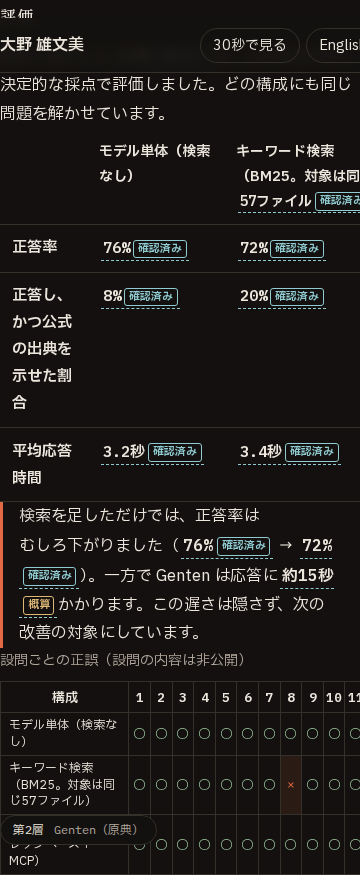 評価
大野 雄文美
30秒で見る
English
決定的な採点で評価しました。どの構成にも同じ
問題を解かせています。
モデル単体（検索
なし）
キーワード検索
（BM25。対象は同
57ファイル 確認済み
正答率
76% 確認済み
72% 確認済み
正答し、
かつ公式
の出典を
示せた割
合
8% 確認済み
20% 確認済み
平均応答
時間
3.2秒 確認済み
3.4秒 確認済み
検索を足しただけでは、正答率は
むしろ下がりました（ 76% 確認済み → 72%
確認済み ）。一方で Genten は応答に 約15秒
概算 かかります。この遅さは隠さず、次の
改善の対象にしています。
設問ごとの正誤（設問の内容は非公開）
構成 1 2 3 4 5 6 7 8 9 10 11
モデル単体（検索な
し） ○ ○ ○ ○ ○ ○ ○ ○ ○ ○ ○
キーワード検索
（BM25。対象は同
じ57ファイル） ○ ○ ○ ○ ○ ○ ○ × ○ ○ ○
第2層 Genten（原典）
MCP） ○ ○ ○ ○ ○ ○ ○ ○ ○ ○ ○